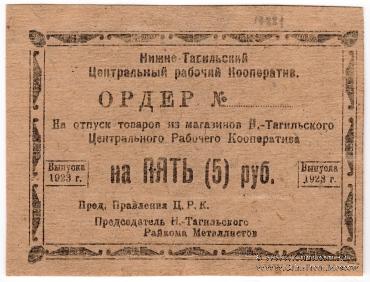 Нижне-Тагильский
Центральный рабочий Кооператив.
ОРДЕР №
На отпуск товаров из магазинов Н.-Тагильского
Центрального Рабочего Кооператива
Выпуска
1923 г.
на ПЯТЬ (5) руб.
Выпуска
1923 г.
Пред. Правления Ц. Р. К.
Председатель Н.-Тагильского
Райкома Металлистов